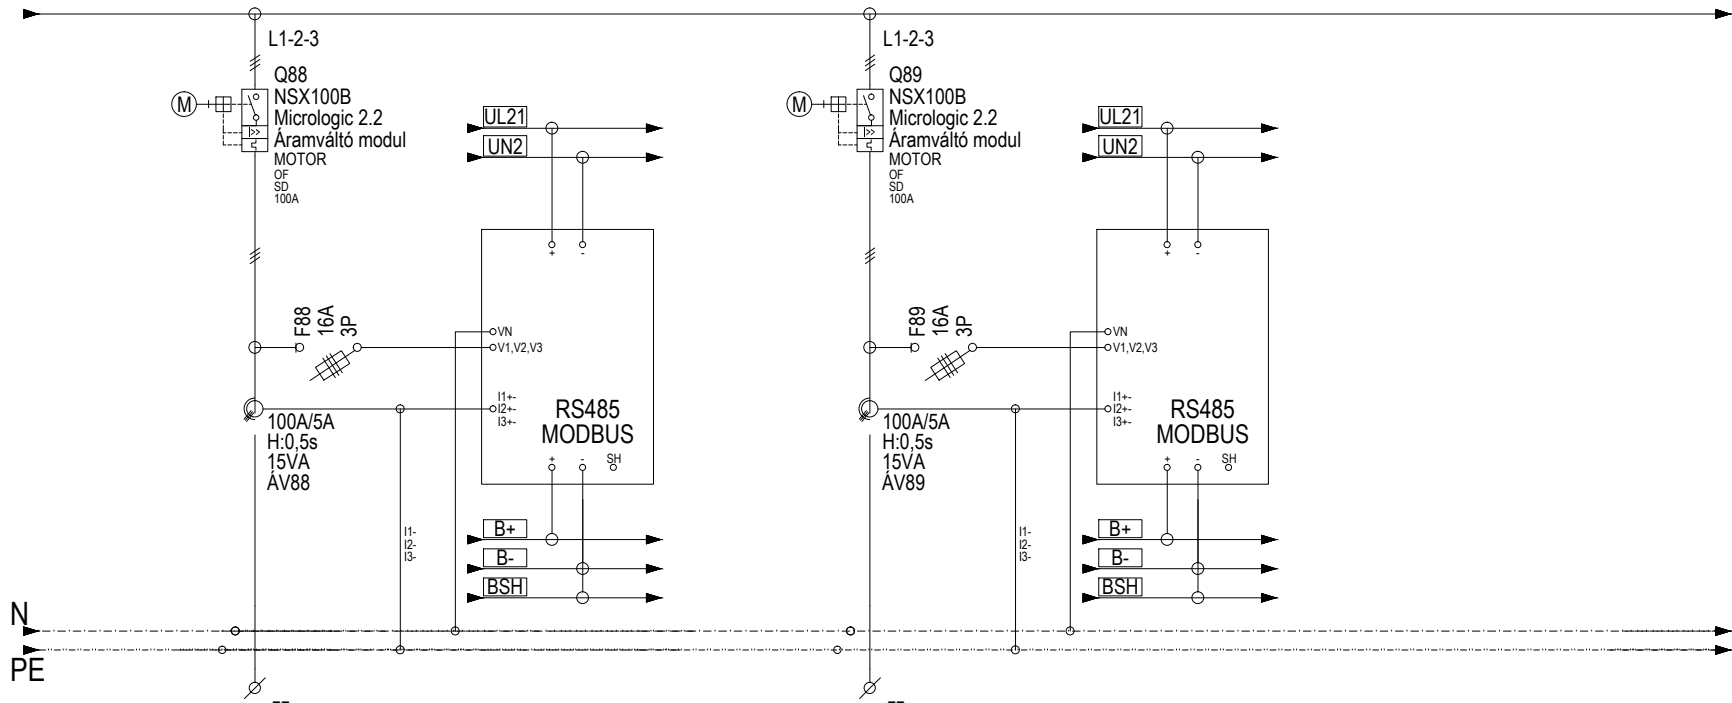 L1-2-3
Q88
NSX100B
Micrologic 2.2
Áramváltó modul
MOTOR
OF
SD
100A
M
UL21
UN2
+ -
F88
16A
3P
VN
V1,V2,V3
I1+-
I2+-
I3+-
RS485
MODBUS
+ - SH
100A/5A
H:0,5s
15VA
ÁV88
I1-
I2-
I3-
B+
B-
BSH
L1-2-3
Q89
NSX100B
Micrologic 2.2
Áramváltó modul
MOTOR
OF
SD
100A
M
UL21
UN2
+ -
F89
16A
3P
VN
V1,V2,V3
I1+-
I2+-
I3+-
RS485
MODBUS
+ - SH
100A/5A
H:0,5s
15VA
ÁV89
I1-
I2-
I3-
B+
B-
BSH
N
PE